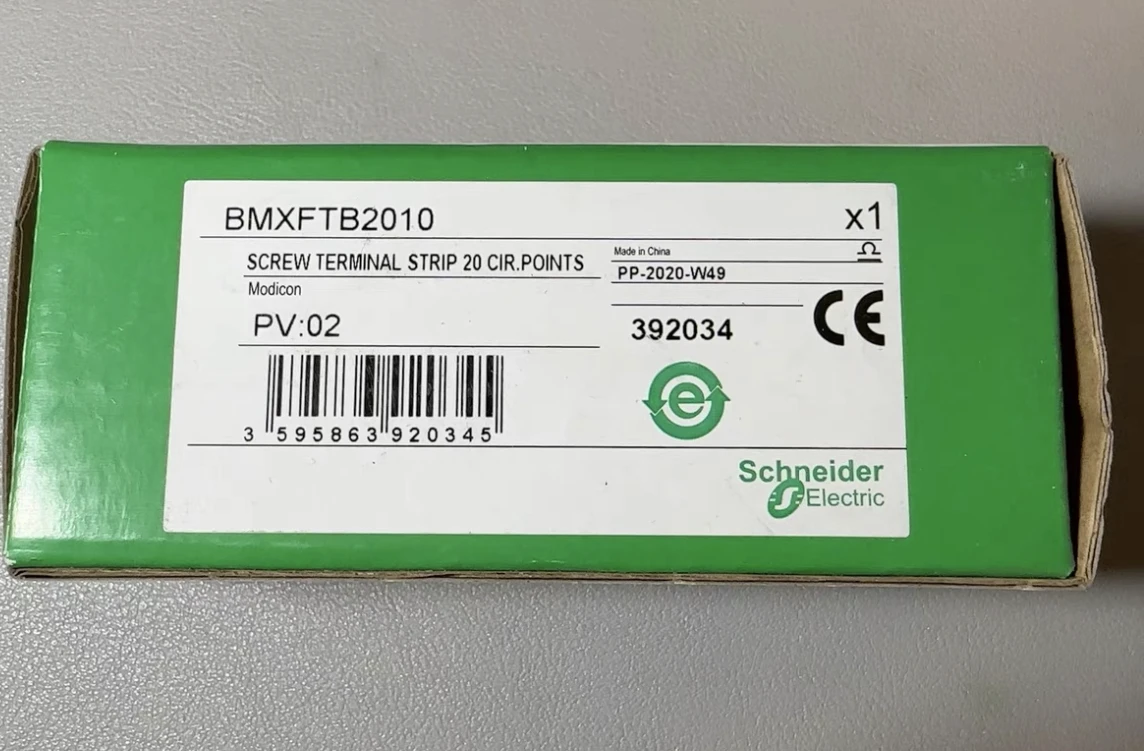 BMXFTB2010
x1
SCREW TERMINAL STRIP 20 CIR.POINTS
Made in China
Modicon
PP-2020-W49
PV:02
392034
CE
3 595863 920345
e
Schneider
Electric